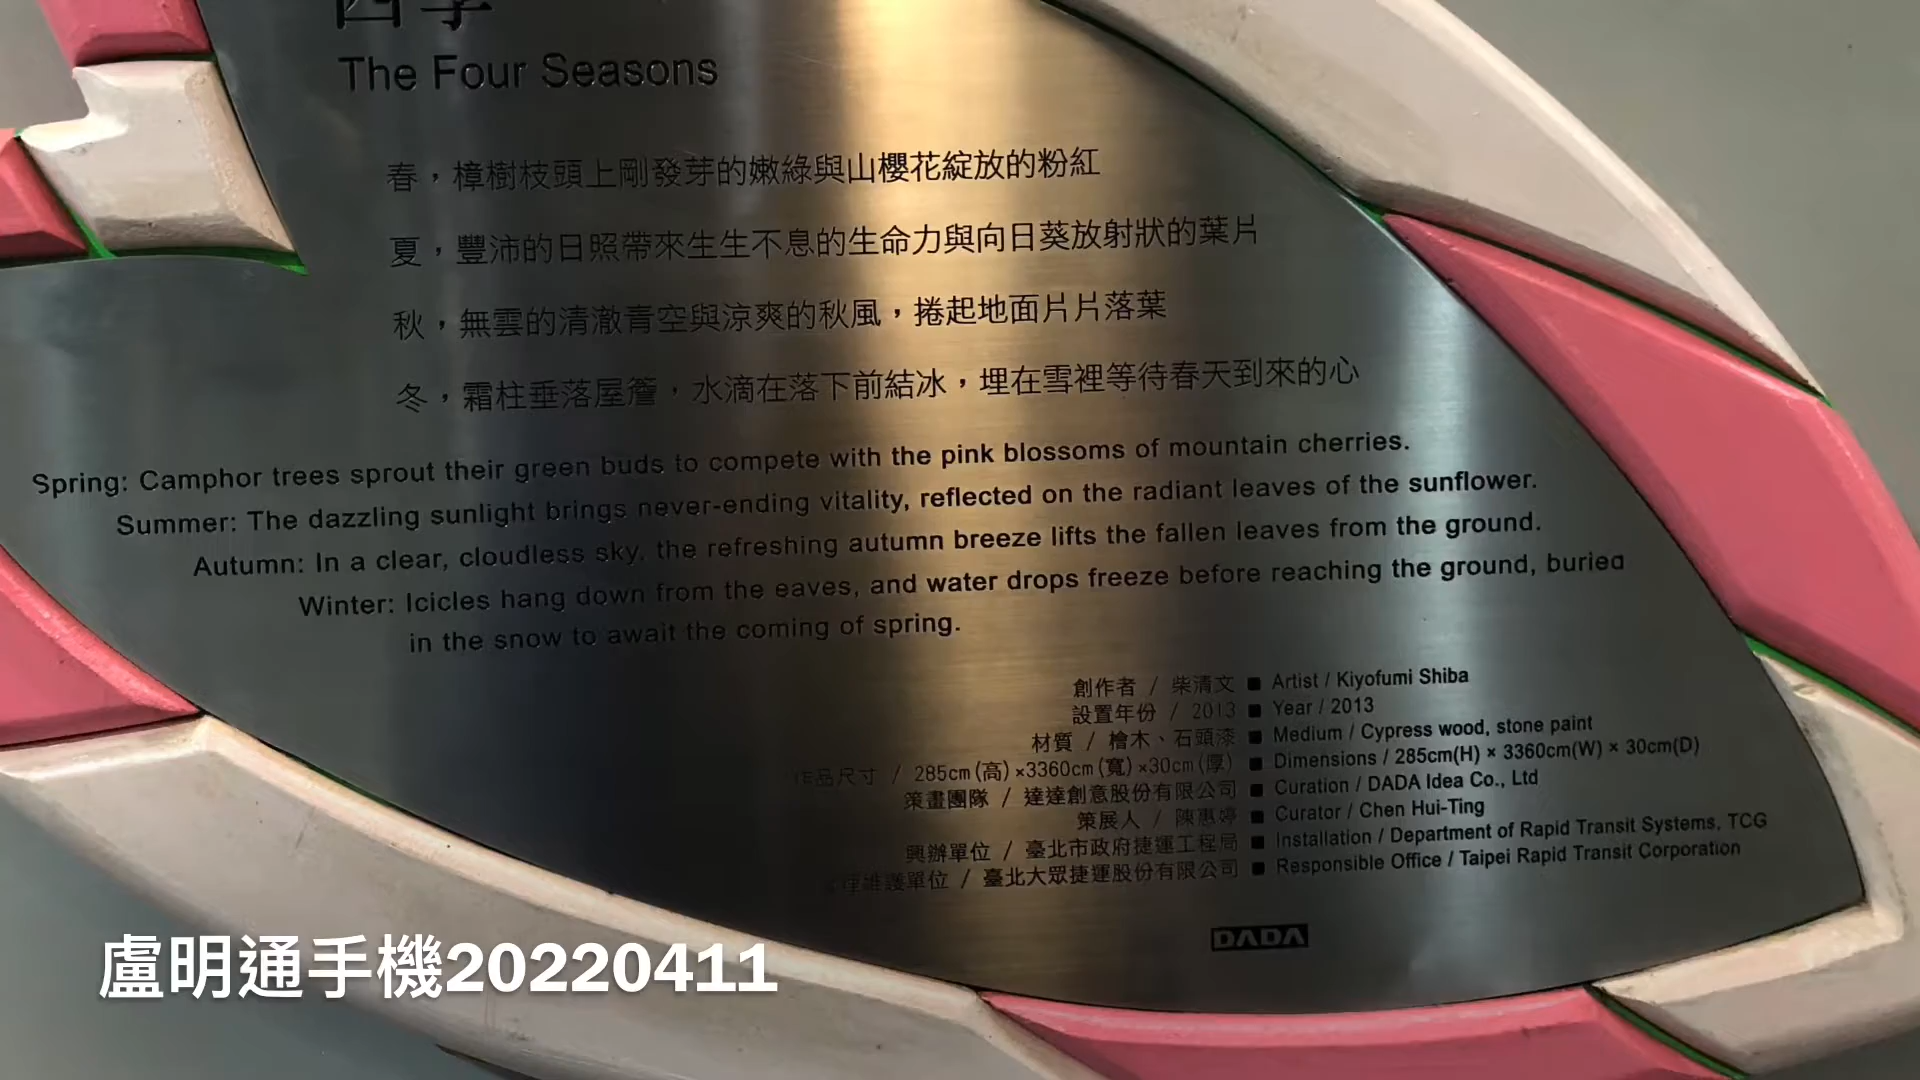 四季
The Four Seasons
春，樟樹枝頭上剛發芽的嫩綠與山櫻花綻放的粉紅
夏，豐沛的日照帶來生生不息的生命力與向日葵放射狀的葉片
秋，無雲的清澈青空與涼爽的秋風，捲起地面片片落葉
冬，霜柱垂落屋簷，水滴在落下前結冰，埋在雪裡等待春天到來的心
Spring: Camphor trees sprout their green buds to compete with the pink blossoms of mountain cherries.
Summer: The dazzling sunlight brings never-ending vitality, reflected on the radiant leaves of the sunflower.
Autumn: In a clear, cloudless sky, the refreshing autumn breeze lifts the fallen leaves from the ground.
Winter: Icicles hang down from the eaves, and water drops freeze before reaching the ground, buried
in the snow to await the coming of spring.
創作者 / 柴清文 ■ Artist / Kiyofumi Shiba
設置年份 / 2013 ■ Year / 2013
材質 / 檜木、石頭漆 ■ Medium / Cypress wood, stone paint
作品尺寸 / 285cm(高)×3360cm(寬)×30cm(厚) ■ Dimensions / 285cm(H) × 3360cm(W) × 30cm(D)
策畫團隊 / 達達創意股份有限公司 ■ Curation / DADA Idea Co., Ltd
策展人 / 陳惠婷 ■ Curator / Chen Hui-Ting
興辦單位 / 臺北市政府捷運工程局 ■ Installation / Department of Rapid Transit Systems, TCG
維護單位 / 臺北大眾捷運股份有限公司 ■ Responsible Office / Taipei Rapid Transit Corporation
DADA
盧明通手機20220411